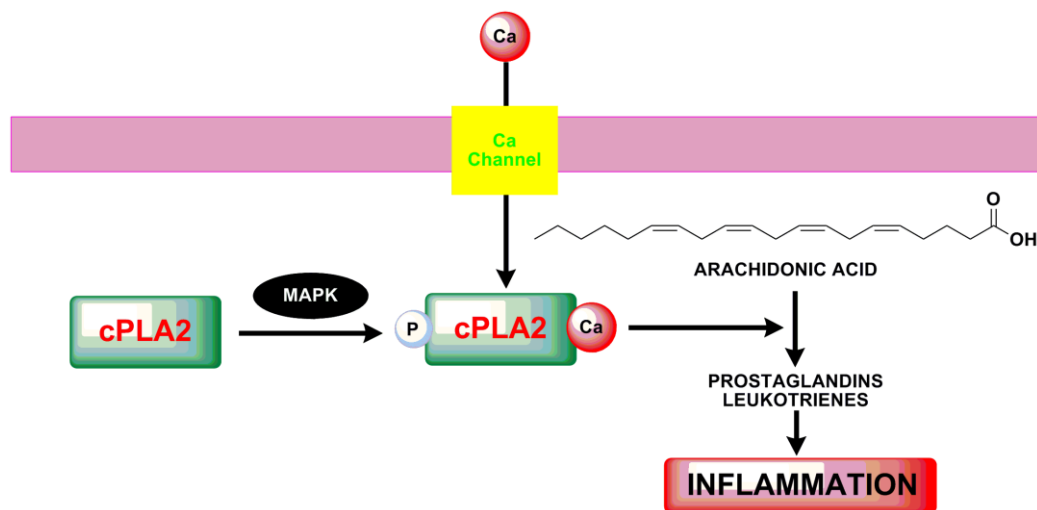 Ca
Ca
Channel
O
OH
ARACHIDONIC ACID
MAPK
cPLA2
P
cPLA2
Ca
PROSTAGLANDINS
LEUKOTRIENES
INFLAMMATION